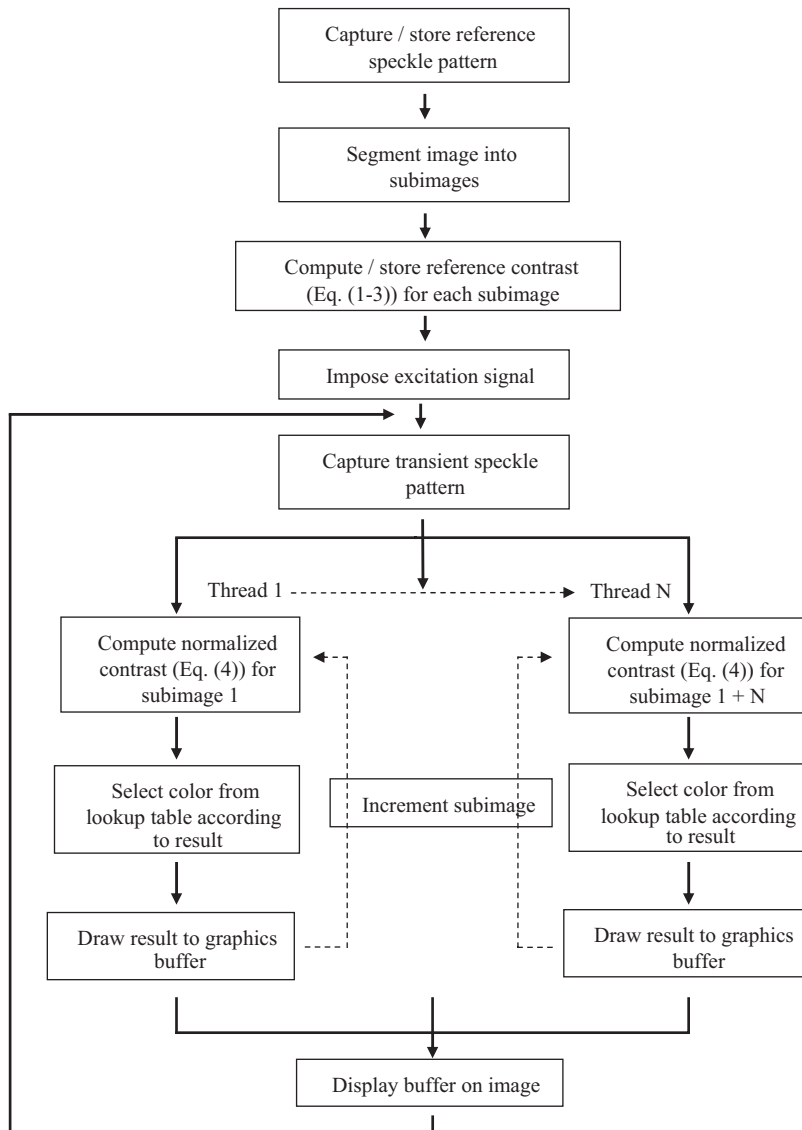 Capture / store reference
speckle pattern
Segment image into
subimages
Compute / store reference contrast
(Eq. (1-3)) for each subimage
Impose excitation signal
Capture transient speckle
pattern
Thread 1
Thread N
Compute normalized
contrast (Eq. (4)) for
subimage 1
Compute normalized
contrast (Eq. (4)) for
subimage 1 + N
Select color from
lookup table according
to result
Increment subimage
Select color from
lookup table according
to result
Draw result to graphics
buffer
Draw result to graphics
buffer
Display buffer on image